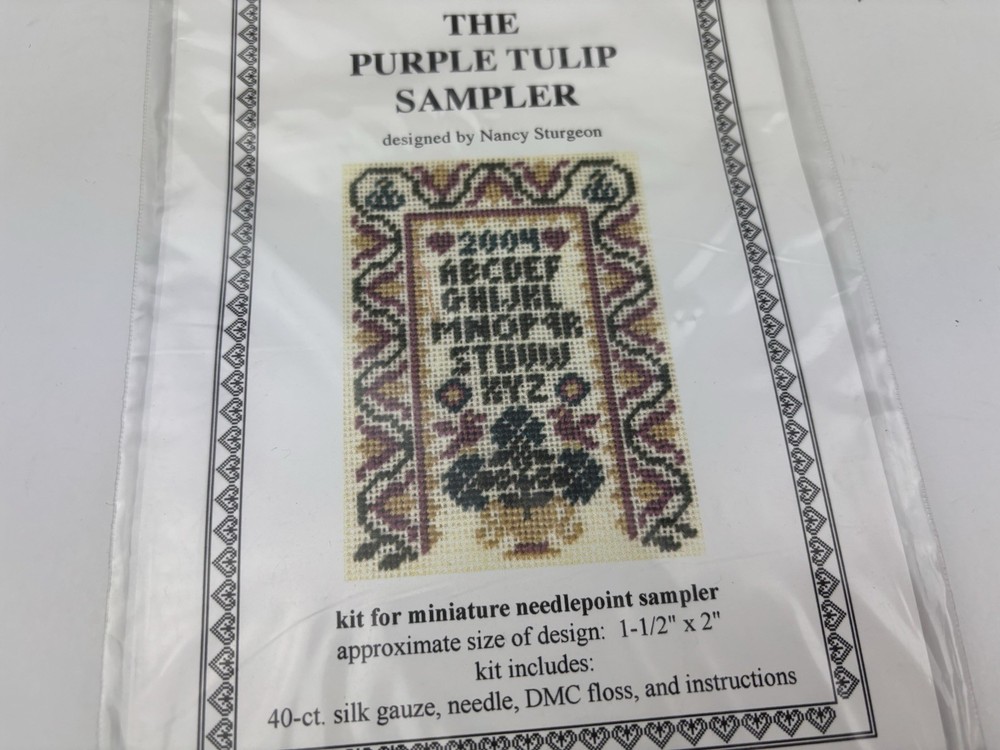 THE
PURPLE TULIP
SAMPLER
designed by Nancy Sturgeon
2004
ABCDEF
GHIJKL
MNOPQR
STUVW
XYZ
kit for miniature needlepoint sampler
approximate size of design: 1-1/2" x 2"
kit includes:
40-ct. silk gauze, needle, DMC floss, and instructions